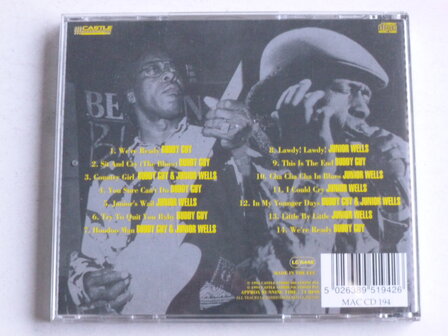 CASTLE
1. We're Ready BUDDY GUY
2. Sit And Cry (The Blues) BUDDY GUY
3. Country Girl BUDDY GUY & JUNIOR WELLS
4. You Sure Can't Do BUDDY GUY
5. Junior's Wail JUNIOR WELLS
6. Try To Quit You Baby BUDDY GUY
7. Hoodoo Man BUDDY GUY & JUNIOR WELLS
8. Lawdy! Lawdy! JUNIOR WELLS
9. This Is The End BUDDY GUY
10. Cha Cha Cha In Blues JUNIOR WELLS
11. I Could Cry JUNIOR WELLS
12. In My Younger Days BUDDY GUY & JUNIOR WELLS
13. Little By Little JUNIOR WELLS
14. We're Ready BUDDY GUY
MADE IN THE E.U.
5 026389 519426
MAC CD 194